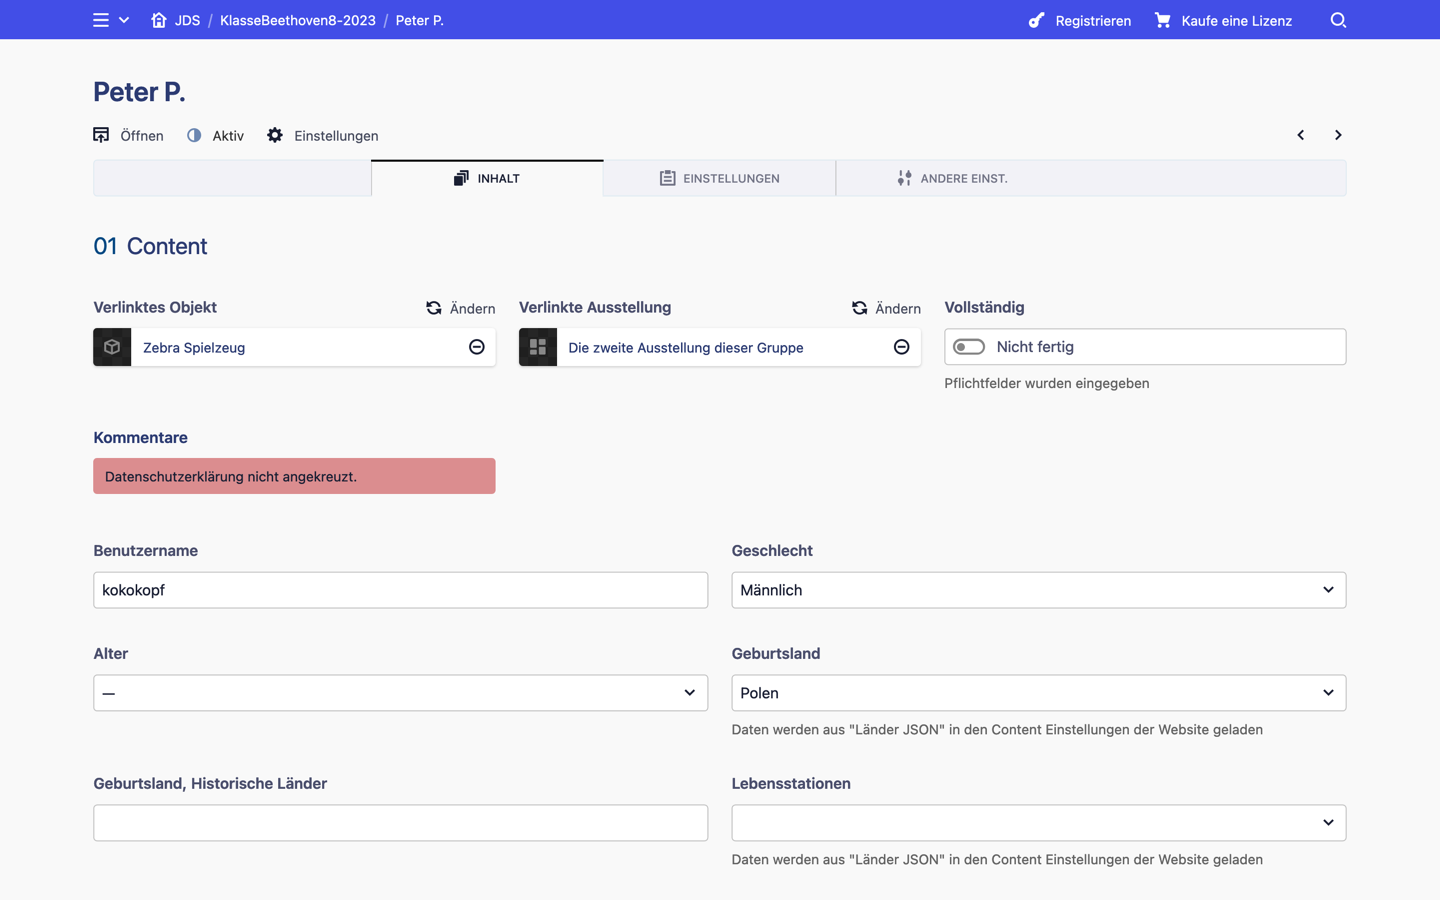 JDS / KlasseBeethoven8-2023 / Peter P.
Registrieren
Kaufe eine Lizenz
Peter P.
Öffnen
Aktiv
Einstellungen
INHALT
EINSTELLUNGEN
ANDERE EINST.
01 Content
Verlinktes Objekt
Ändern
Zebra Spielzeug
Verlinkte Ausstellung
Ändern
Die zweite Ausstellung dieser Gruppe
Vollständig
Nicht fertig
Pflichtfelder wurden eingegeben
Kommentare
Datenschutzerklärung nicht angekreuzt.
Benutzername
kokokopf
Geschlecht
Männlich
Alter
—
Geburtsland
Polen
Daten werden aus "Länder JSON" in den Content Einstellungen der Website geladen
Geburtsland, Historische Länder
Lebensstationen
Daten werden aus "Länder JSON" in den Content Einstellungen der Website geladen